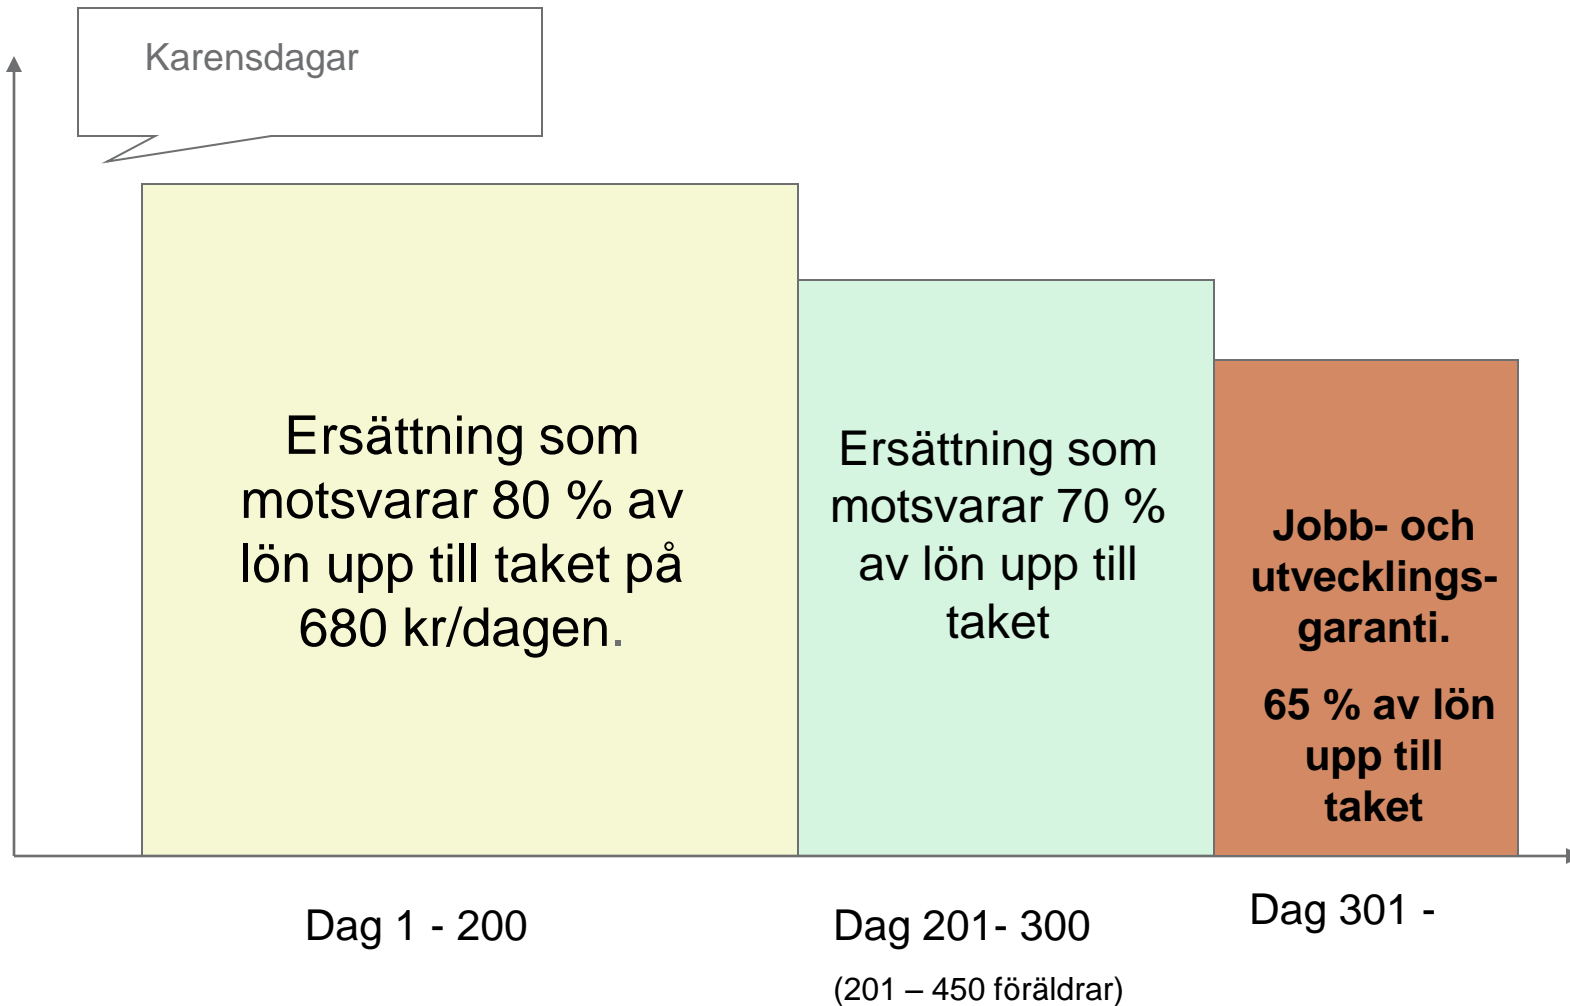 Karensdagar
Ersättning som
motsvarar 80 % av
lön upp till taket på
680 kr/dagen.
Ersättning som
motsvarar 70 %
av lön upp till
taket
Jobb- och
utvecklings-
garanti.
65 % av lön
upp till
taket
Dag 1 - 200
Dag 201- 300
(201 – 450 föräldrar)
Dag 301 -